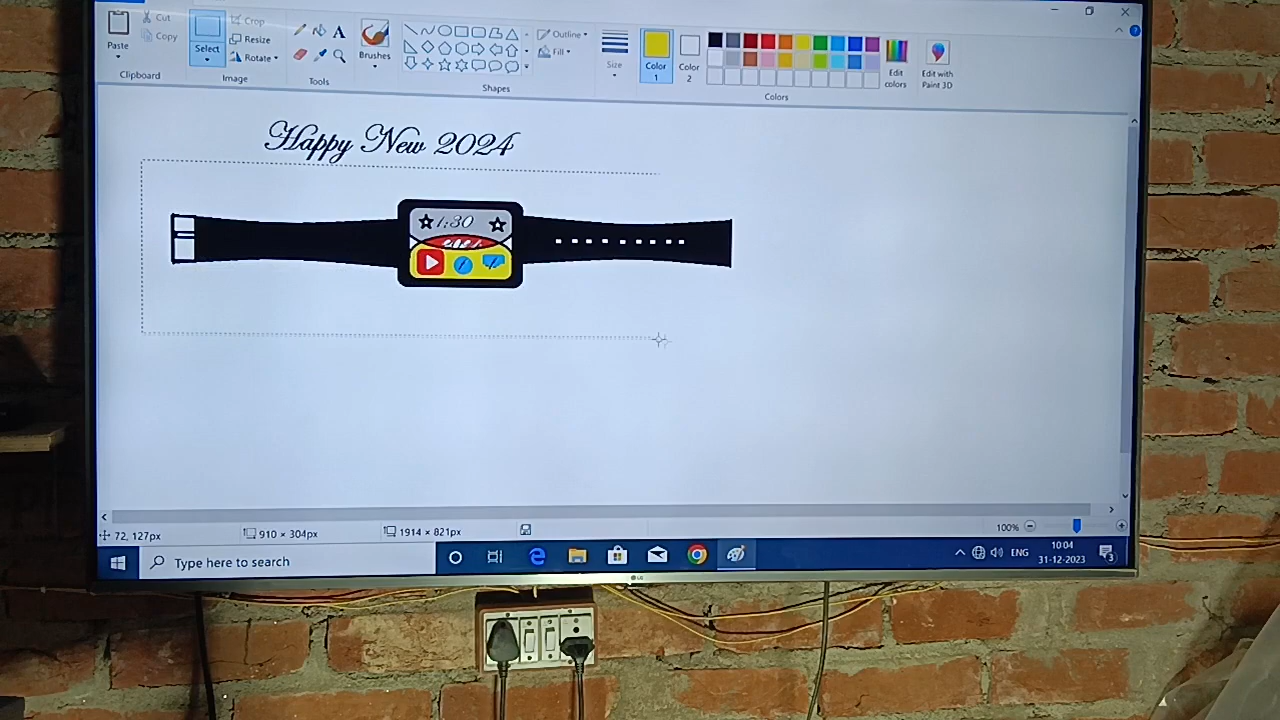 Cut
Crop
Paste
Copy
Select
Resize
Rotate
Brushes
Outline
Fill
Size
Color 1
Color 2
Edit colors
Edit with Paint 3D
Clipboard
Image
Tools
Shapes
Colors
Happy New 2024
1:30
72, 127px
910 × 304px
1914 × 821px
100%
Type here to search
ENG
10 04
31-12-2023
3
LG